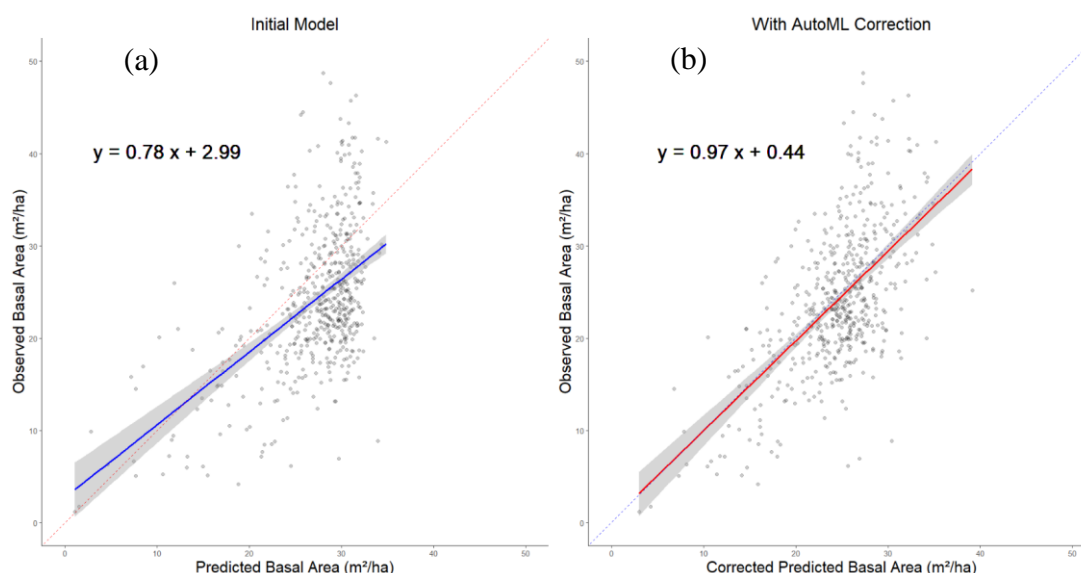 Initial Model
(a)
y = 0.78 x + 2.99
Observed Basal Area (m²/ha)
50
40
30
20
10
0
0 10 20 30 40 50
Predicted Basal Area (m²/ha)
With AutoML Correction
(b)
y = 0.97 x + 0.44
Observed Basal Area (m²/ha)
50
40
30
20
10
0
0 10 20 30 40 50
Corrected Predicted Basal Area (m²/ha)